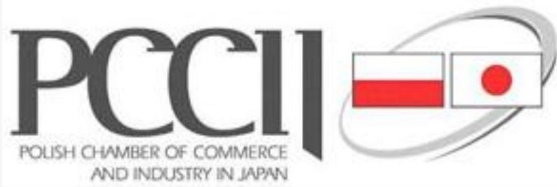 PCCIJ
POLISH CHAMBER OF COMMERCE
AND INDUSTRY IN JAPAN